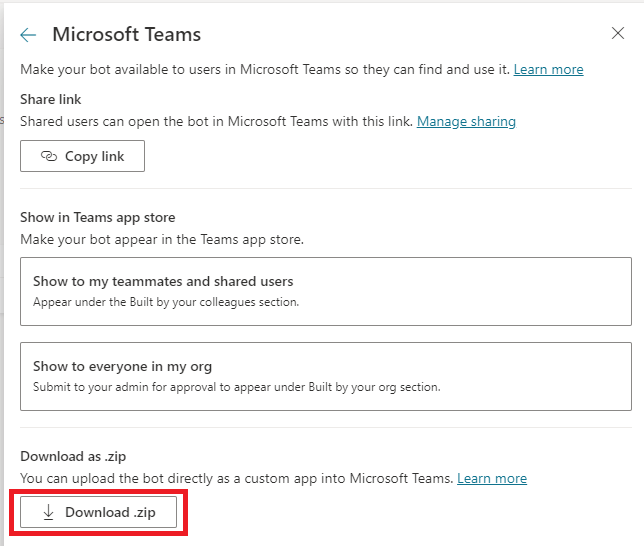 Microsoft Teams
Make your bot available to users in Microsoft Teams so they can find and use it. Learn more
Share link
Shared users can open the bot in Microsoft Teams with this link. Manage sharing
Copy link
Show in Teams app store
Make your bot appear in the Teams app store.
Show to my teammates and shared users
Appear under the Built by your colleagues section.
Show to everyone in my org
Submit to your admin for approval to appear under Built by your org section.
Download as .zip
You can upload the bot directly as a custom app into Microsoft Teams. Learn more
Download .zip